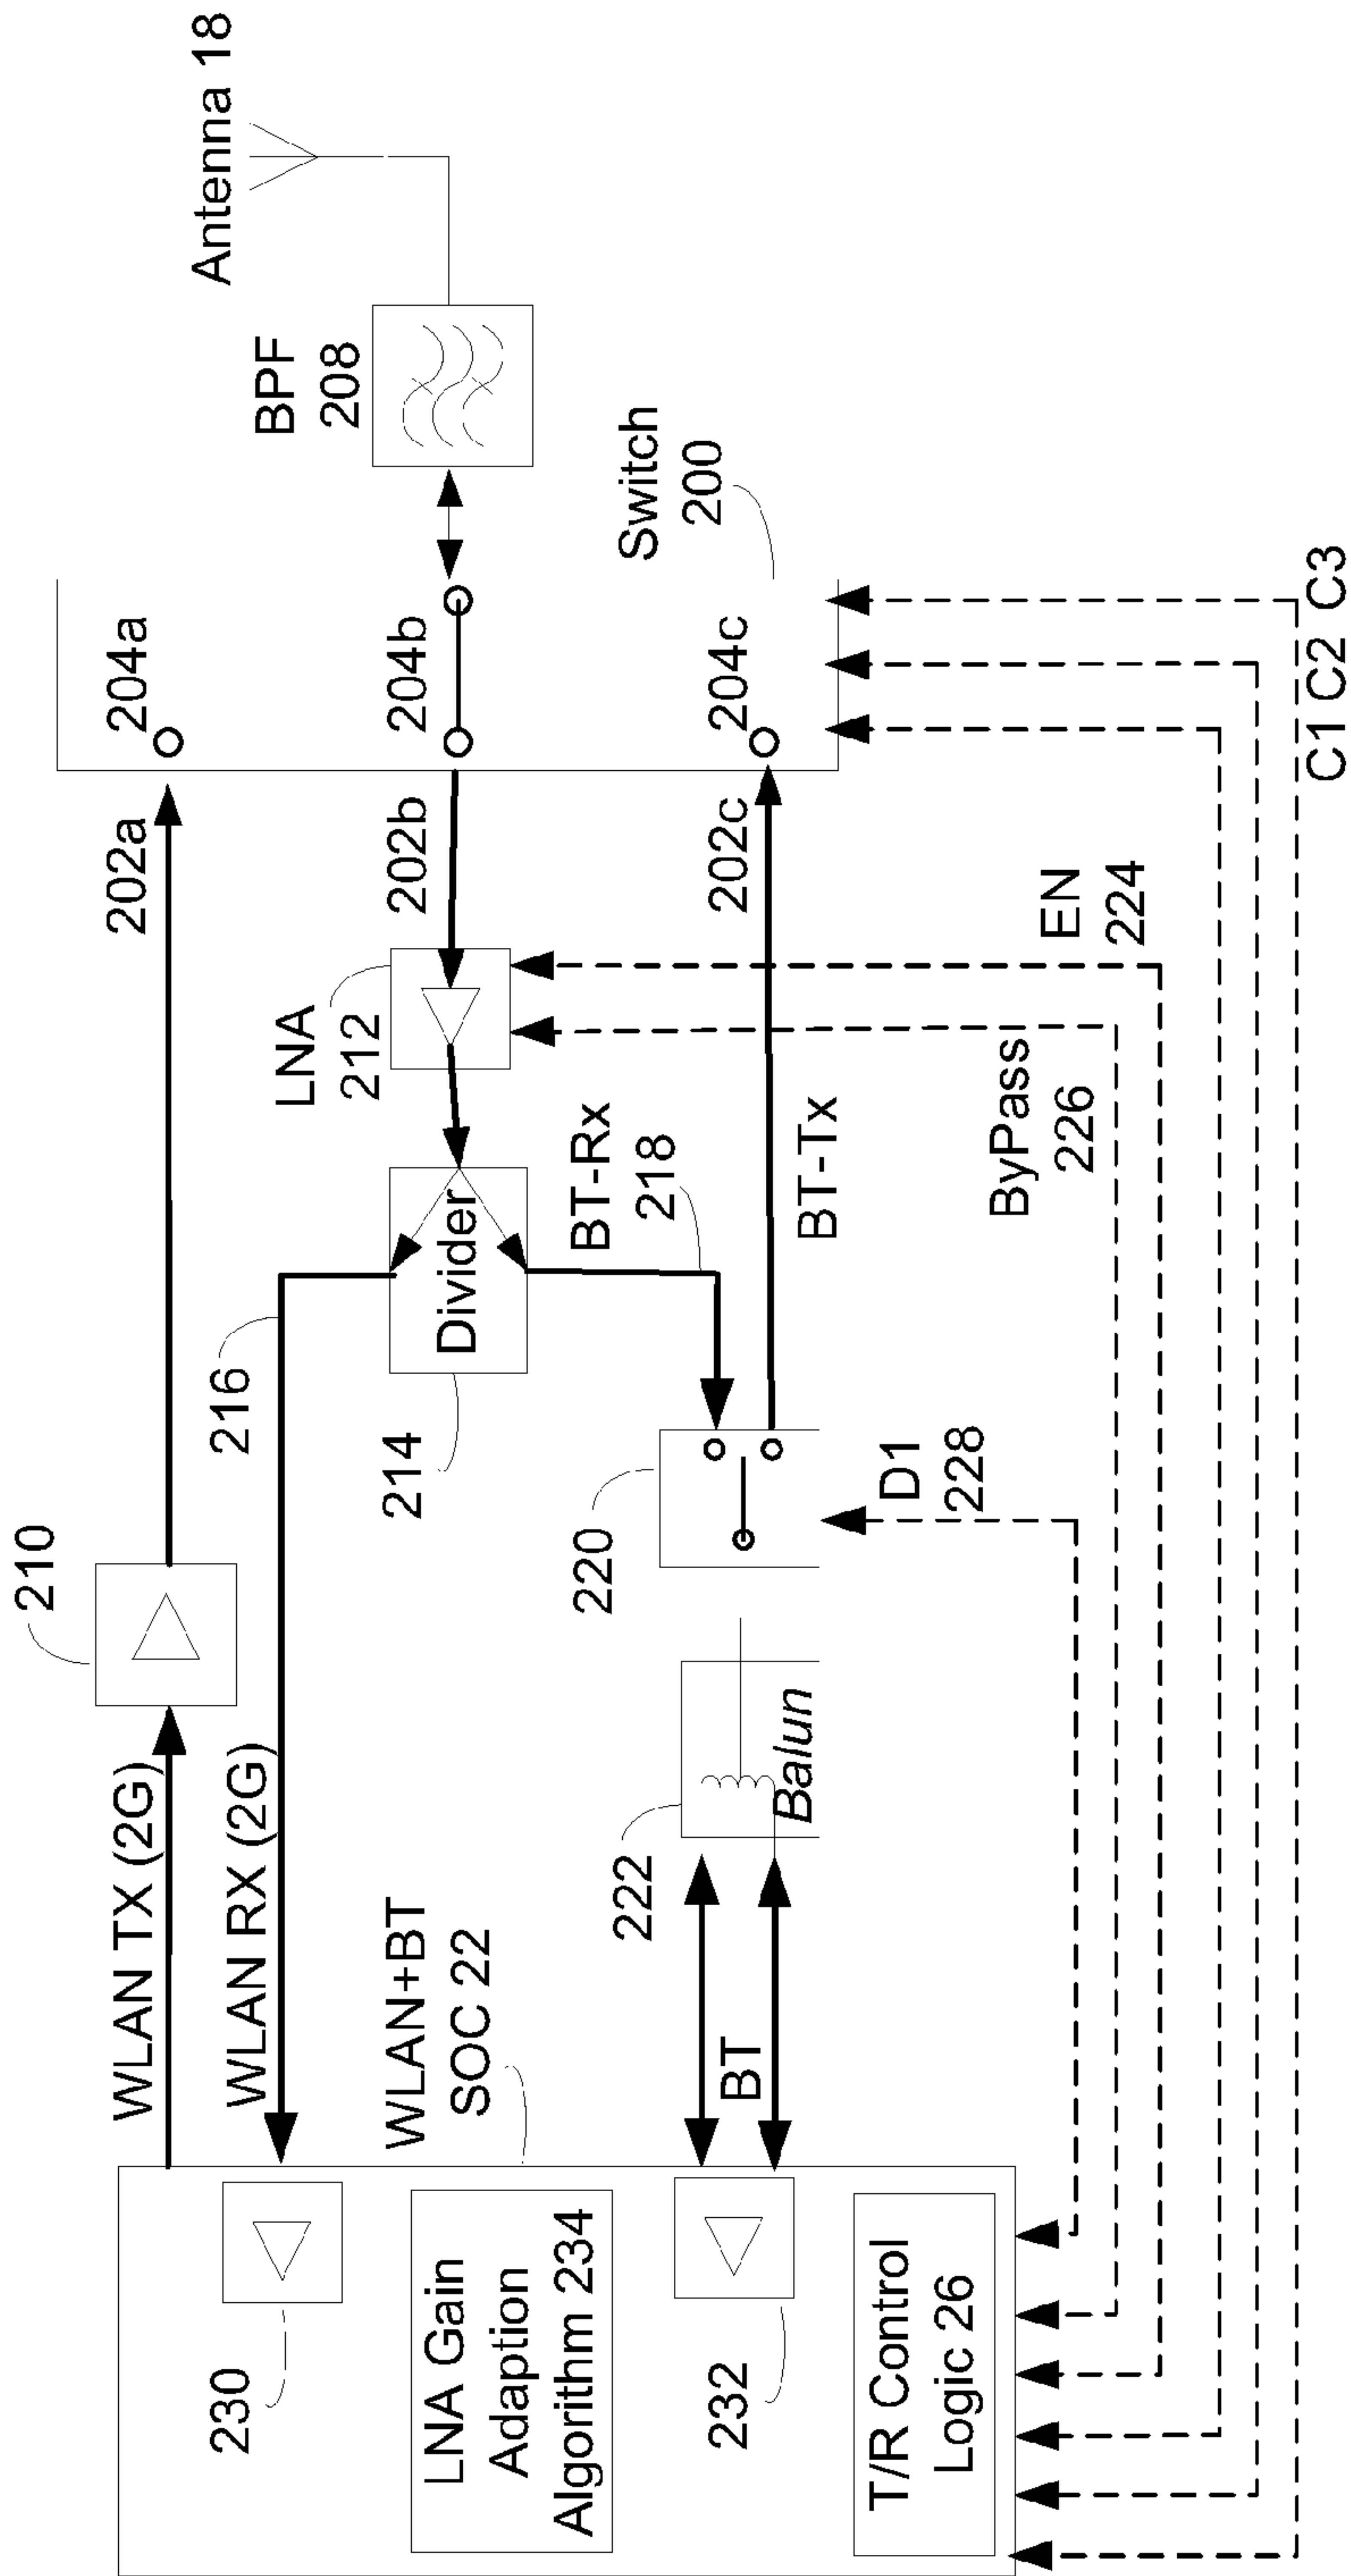 Antenna 18
BPF
208
Switch
200
204a
204b
204c
202a
202b
202c
LNA
212
EN
224
ByPass
226
BT-Rx
218
BT-Tx
Divider
214
216
210
220
D1
228
C1 C2 C3
WLAN TX (2G)
WLAN RX (2G)
WLAN+BT
SOC 22
222
Balun
BT
230
LNA Gain
Adaption
Algorithm 234
232
T/R Control
Logic 26